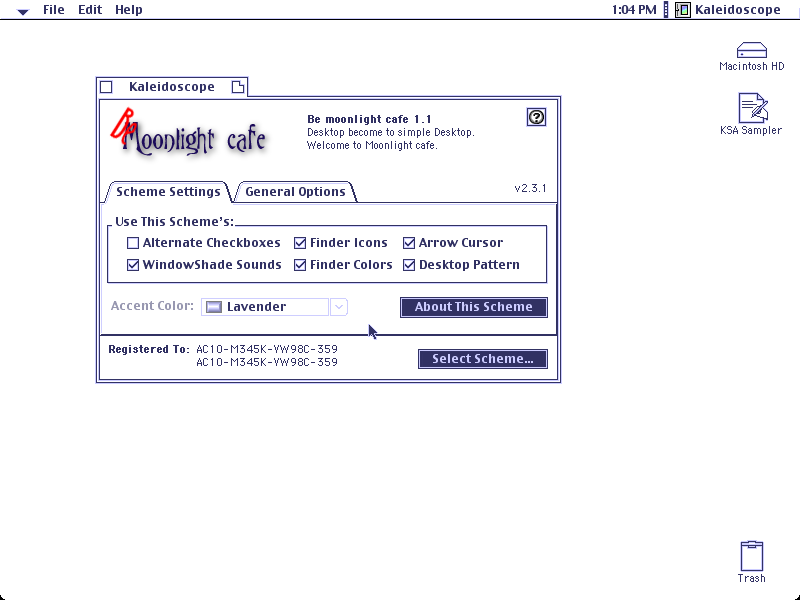 File Edit Help 1:04 PM Kaleidoscope
Macintosh HD
KSA Sampler
Kaleidoscope
Moonlight cafe
Be moonlight cafe 1.1
Desktop become to simple Desktop.
Welcome to Moonlight cafe.
Scheme Settings General Options v2.3.1
Use This Scheme's:
Alternate Checkboxes Finder Icons Arrow Cursor
WindowShade Sounds Finder Colors Desktop Pattern
Accent Color: Lavender About This Scheme
Registered To: AC10-M345K-VW98C-359
AC10-M345K-VW98C-359
Select Scheme...
Trash